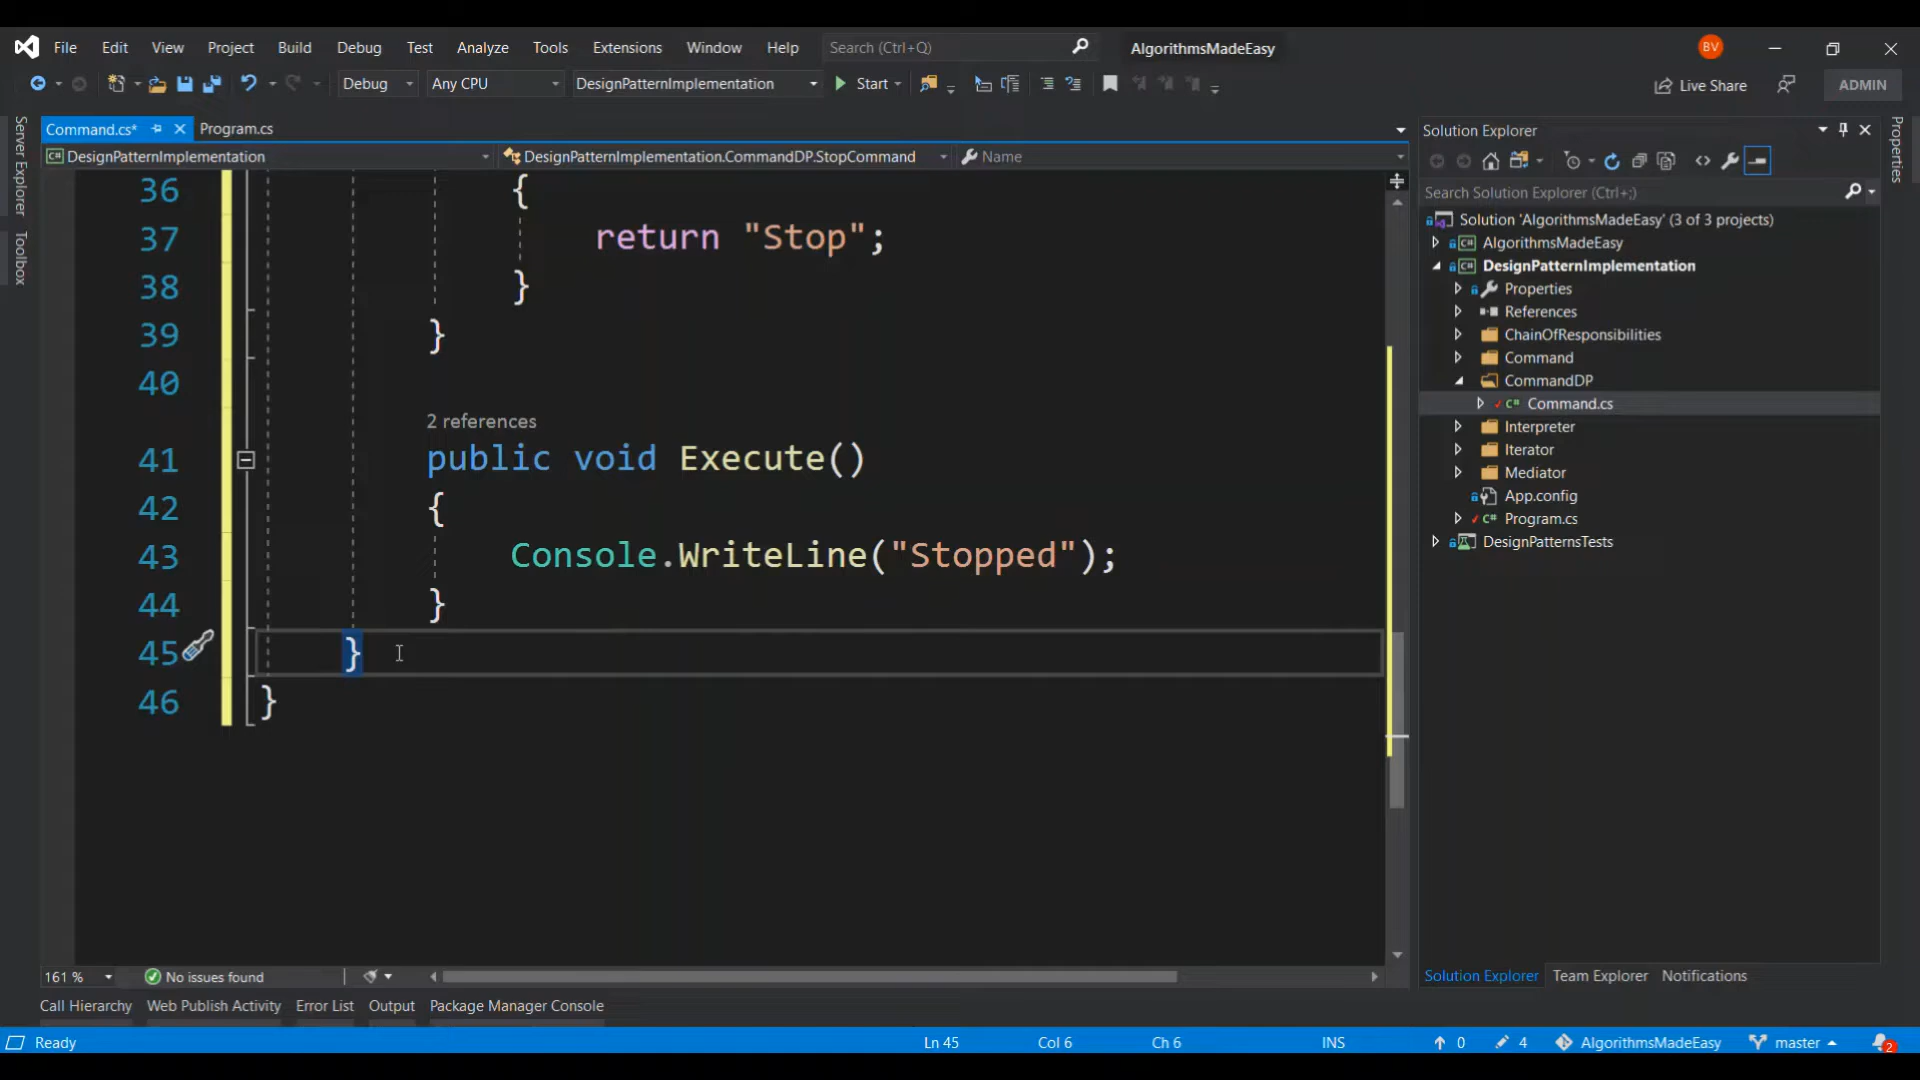 File Edit View Project Build Debug Test Analyze Tools Extensions Window Help Search (Ctrl+Q) AlgorithmsMadeEasy BV
Debug Any CPU DesignPatternImplementation Start Live Share ADMIN
Server Explorer
Toolbox
Command.cs* Program.cs
DesignPatternImplementation DesignPatternImplementation.CommandDP.StopCommand Name
36 {
37 return "Stop";
38 }
39 }
40
2 references
41 public void Execute()
42 {
43 Console.WriteLine("Stopped");
44 }
45 }
46 }
161 % No issues found
Call Hierarchy Web Publish Activity Error List Output Package Manager Console
Solution Explorer
Search Solution Explorer (Ctrl+;)
Solution 'AlgorithmsMadeEasy' (3 of 3 projects)
AlgorithmsMadeEasy
DesignPatternImplementation
Properties
References
ChainOfResponsibilities
Command
CommandDP
Command.cs
Interpreter
Iterator
Mediator
App.config
Program.cs
DesignPatternsTests
Solution Explorer Team Explorer Notifications
Properties
Ready Ln 45 Col 6 Ch 6 INS 0 4 AlgorithmsMadeEasy master 2